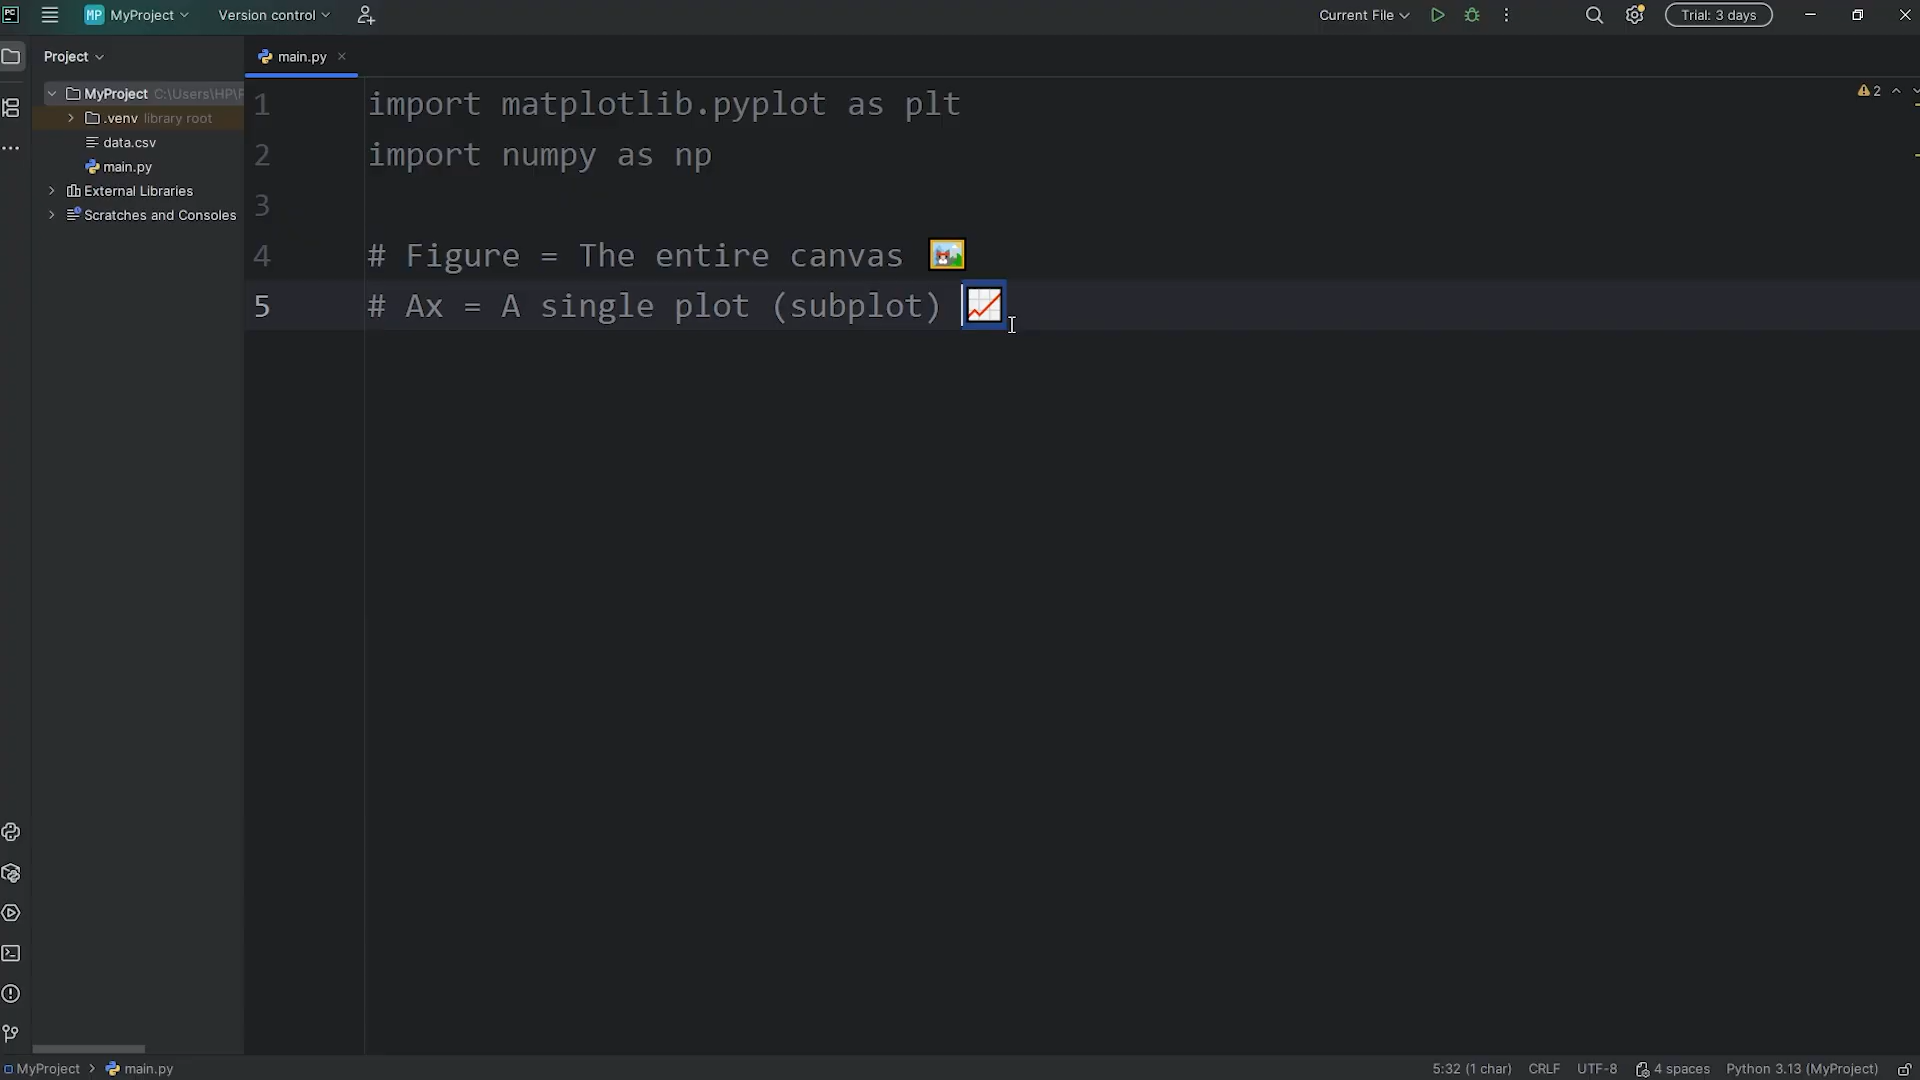 PC
MP MyProject
Version control
Current File
Trial: 3 days
Project
main.py
MyProject C:\Users\HP\P
.venv library root
data.csv
main.py
External Libraries
Scratches and Consoles
2
1 import matplotlib.pyplot as plt
2 import numpy as np
3
4 # Figure = The entire canvas 🖼️
5 # Ax = A single plot (subplot) 📈
MyProject > main.py
5:32 (1 char)
CRLF
UTF-8
4 spaces
Python 3.13 (MyProject)